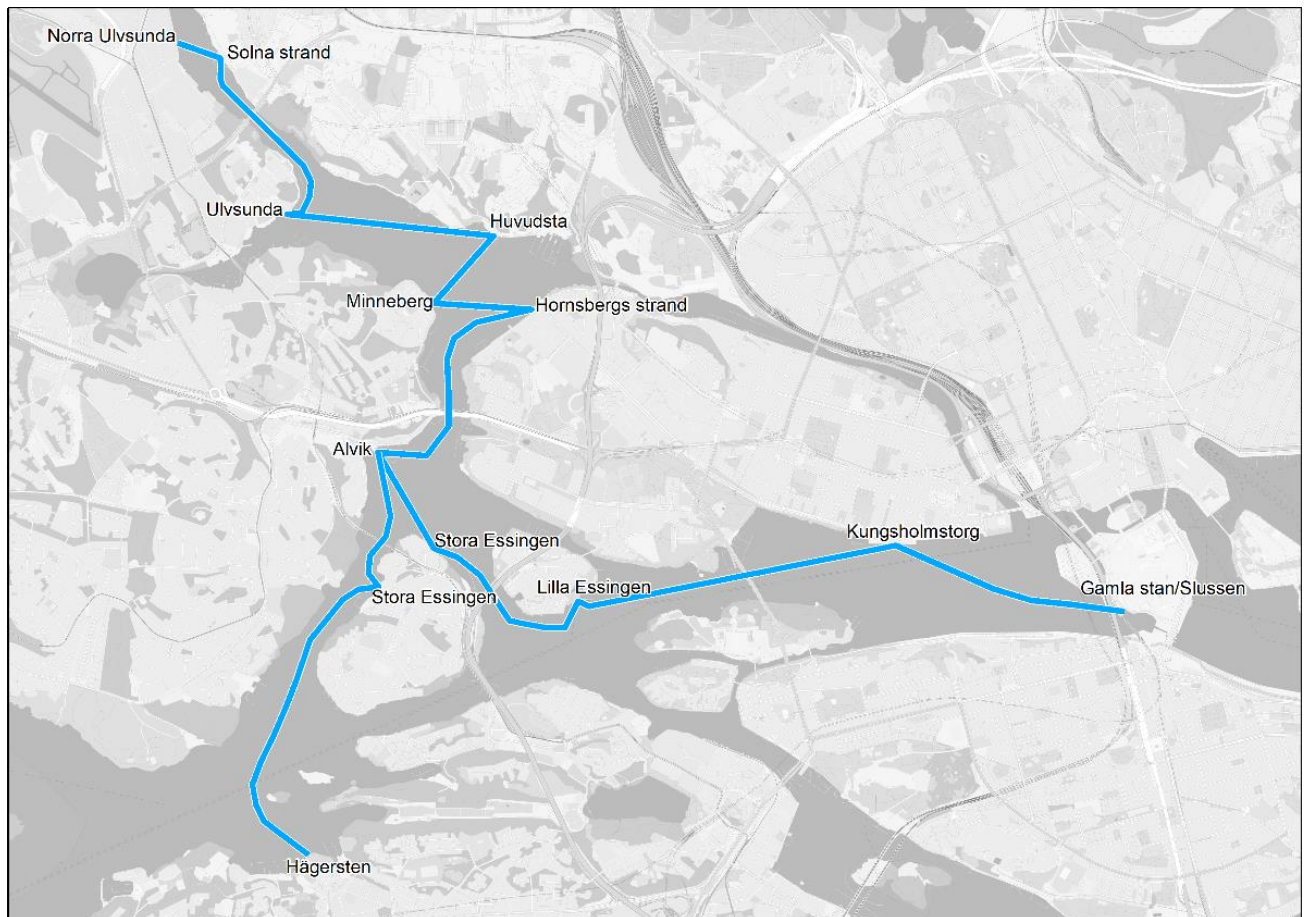 Norra Ulvsunda
Solna strand
Ulvsunda
Huvudsta
Minneberg
Hornsbergs strand
Alvik
Kungsholmstorg
Stora Essingen
Lilla Essingen
Gamla stan/Slussen
Stora Essingen
Hägersten